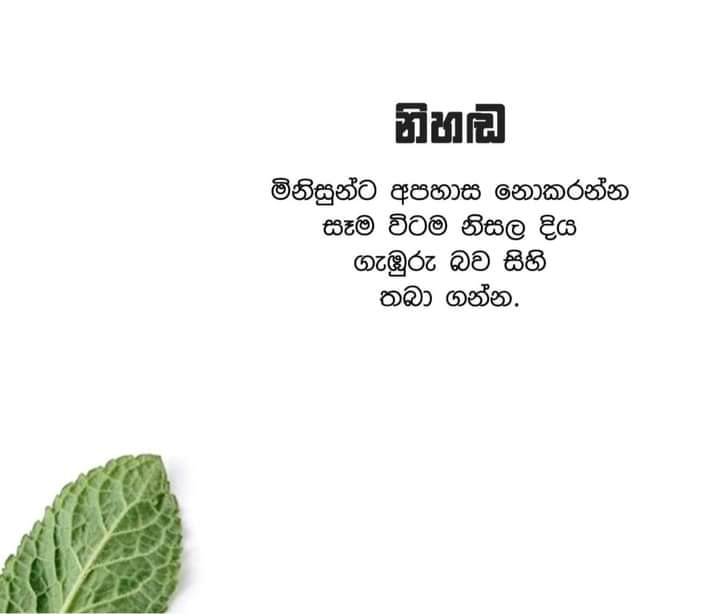 නිහඬ
මිනිසුන්ට අපහාස නොකරන්න
සෑම විටම නිසල දිය
ගැඹුරු බව සිහි
තබා ගන්න.